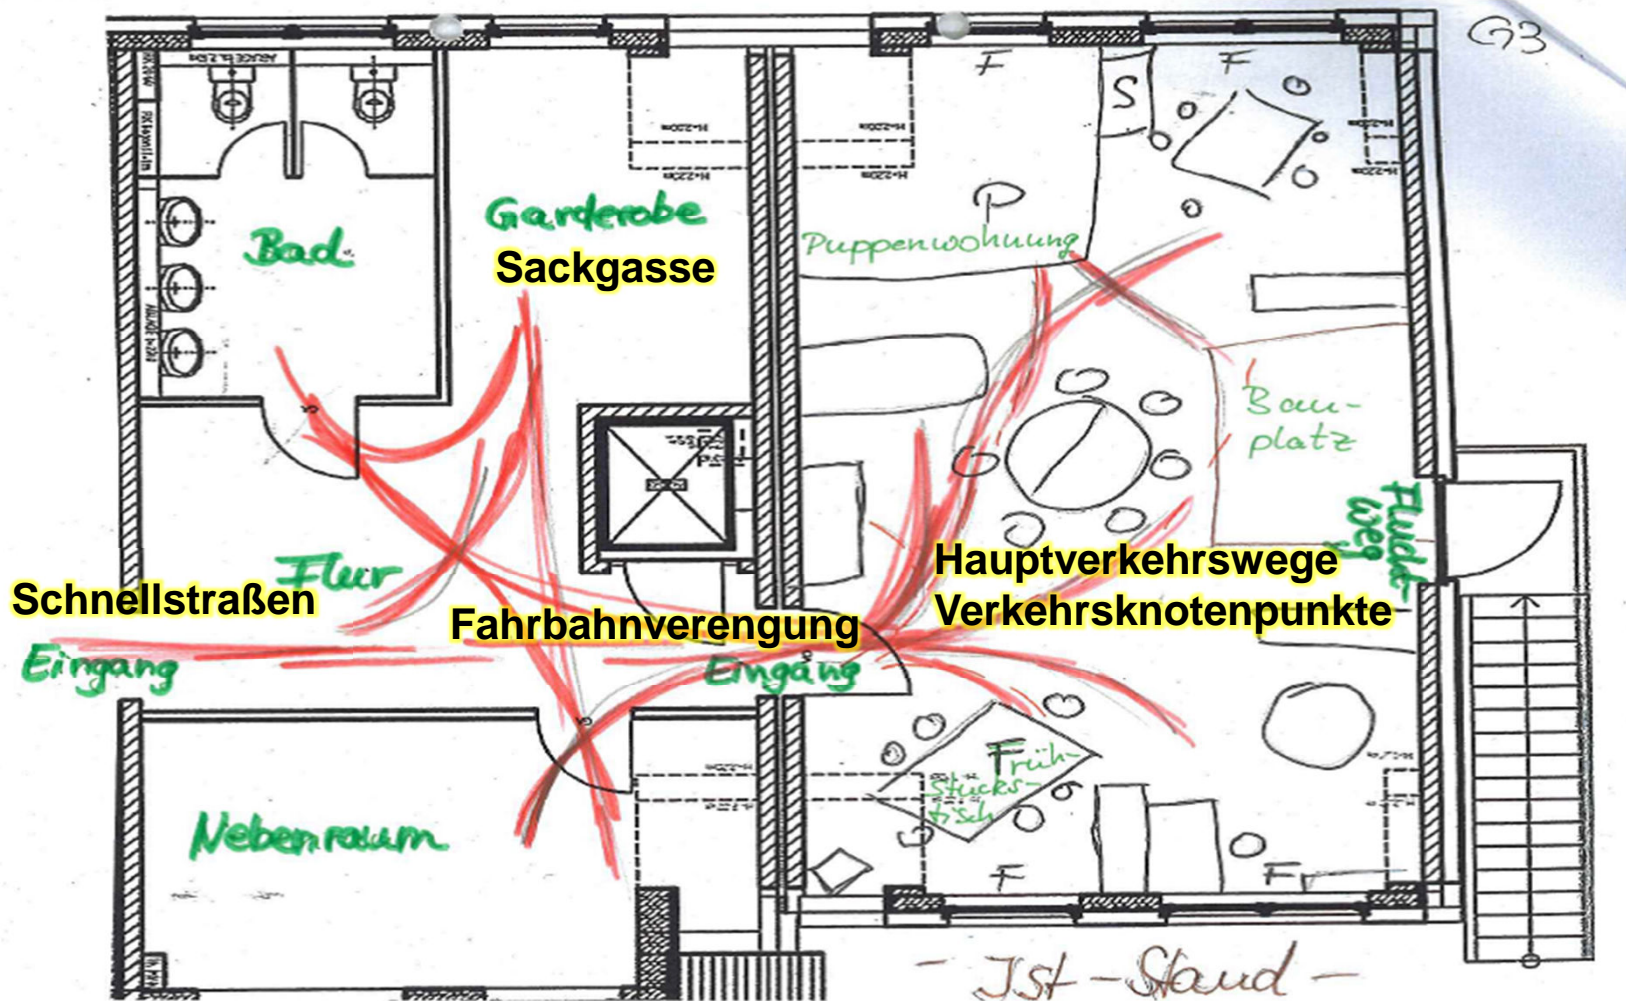 G3
F
F
S
P
Garderobe
Bad
Puppenwohnung
Sackgasse
Bau-
platz
Flucht-
weg
Hauptverkehrswege
Flur
Schnellstraßen
Verkehrsknotenpunkte
Fahrbahnverengung
Eingang
Eingang
Früh-
stücks-
tisch
Nebenraum
F
F
- Ist-Stand -